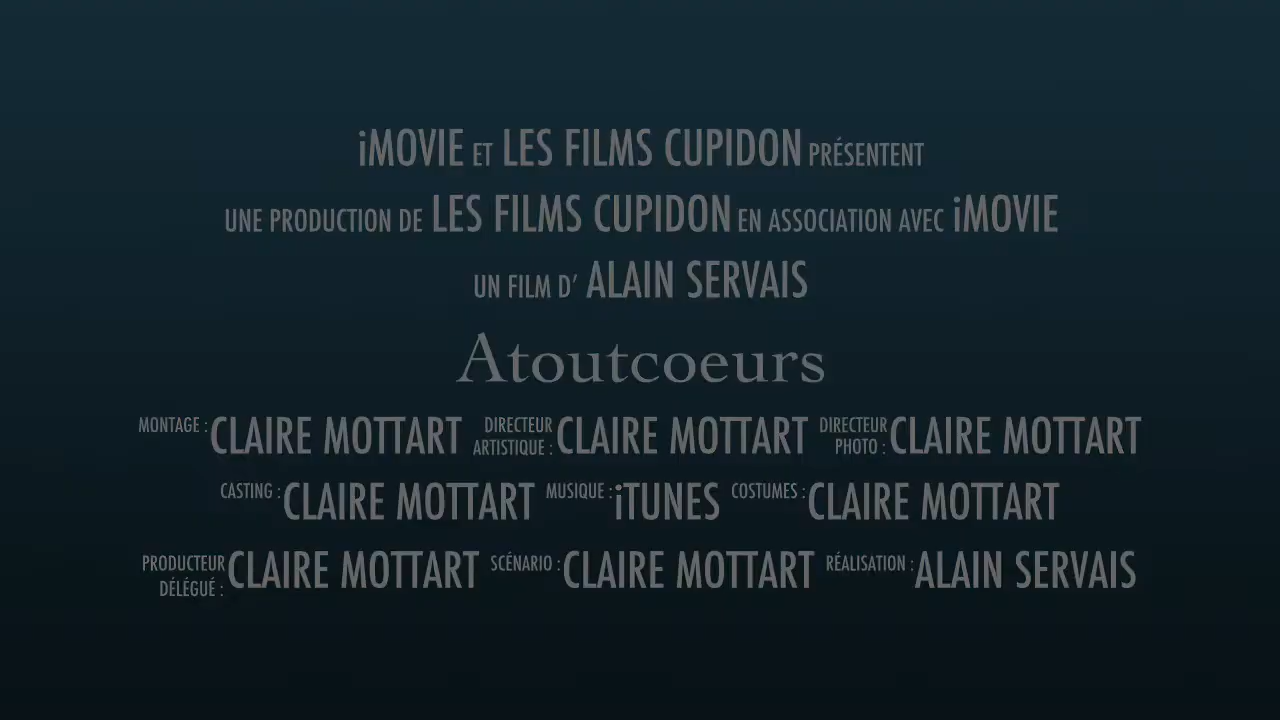 iMOVIE ET LES FILMS CUPIDON PRÉSENTENT
UNE PRODUCTION DE LES FILMS CUPIDON EN ASSOCIATION AVEC iMOVIE
UN FILM D’ ALAIN SERVAIS
Atoutcoeurs
MONTAGE : CLAIRE MOTTART DIRECTEUR ARTISTIQUE : CLAIRE MOTTART DIRECTEUR PHOTO : CLAIRE MOTTART
CASTING : CLAIRE MOTTART MUSIQUE : iTUNES COSTUMES : CLAIRE MOTTART
PRODUCTEUR DÉLÉGUÉ : CLAIRE MOTTART SCÉNARIO : CLAIRE MOTTART RÉALISATION : ALAIN SERVAIS